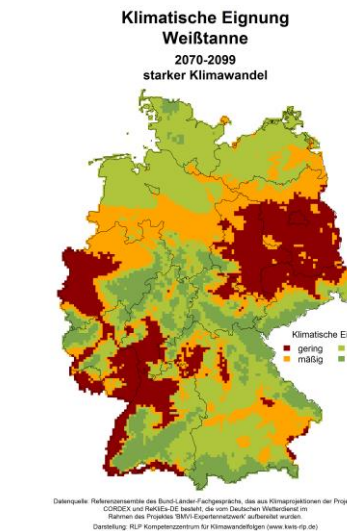 Klimatische Eignung
Weißtanne
2070-2099
starker Klimawandel
Klimatische Ei
gering
mäßig
Datenquelle: Referenzensemble des Bund-Länder-Fachgesprächs, das aus Klimaprojektionen der Proje
CORDEX und ReKliEs-DE besteht, die vom Deutschen Wetterdienst im
Rahmen des Projektes 'BMVI-Expertennetzwerk' aufbereitet wurden.
Darstellung: RLP Kompetenzzentrum für Klimawandelfolgen (www.kwis-rlp.de)